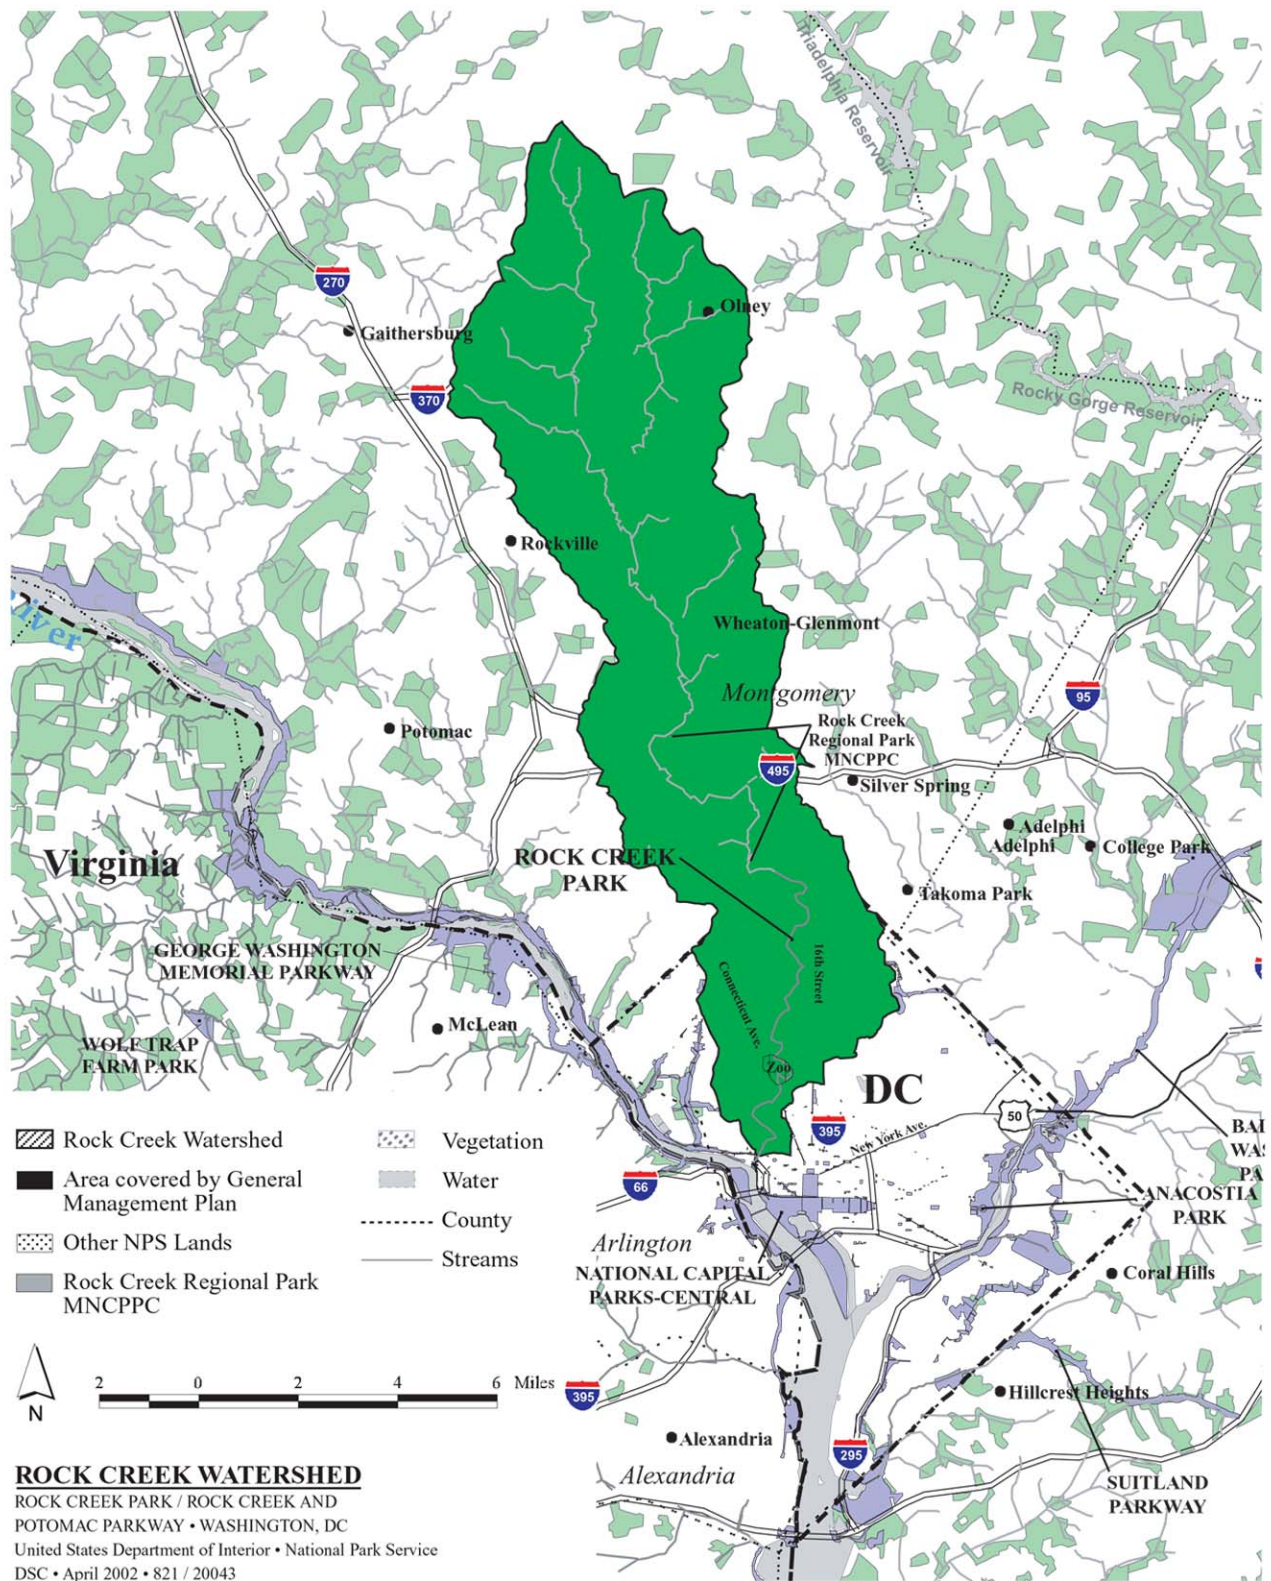 Triadelphia Reservoir
270
Gaithersburg
Olney
370
Rocky Gorge Reservoir
Rockville
River
Wheaton-Glenmont
Montgomery
95
Rock Creek
Regional Park
MNCPPC
Potomac
495
Silver Spring
Adelphi
Adelphi
College Park
Virginia
ROCK CREEK
PARK
Takoma Park
GEORGE WASHINGTON
MEMORIAL PARKWAY
16th Street
Connecticut Ave.
McLean
WOLF TRAP
FARM PARK
Zoo
DC
50
395
New York Ave.
BAL
WAS
PA
66
ANACOSTIA
PARK
Arlington
NATIONAL CAPITAL
PARKS-CENTRAL
Coral Hills
Rock Creek Watershed
Area covered by General
Management Plan
Other NPS Lands
Rock Creek Regional Park
MNCPPC
Vegetation
Water
County
Streams
N
2 0 2 4 6 Miles
395
Hillcrest Heights
Alexandria
295
Alexandria
SUITLAND
PARKWAY
ROCK CREEK WATERSHED
ROCK CREEK PARK / ROCK CREEK AND
POTOMAC PARKWAY • WASHINGTON, DC
United States Department of Interior • National Park Service
DSC • April 2002 • 821 / 20043